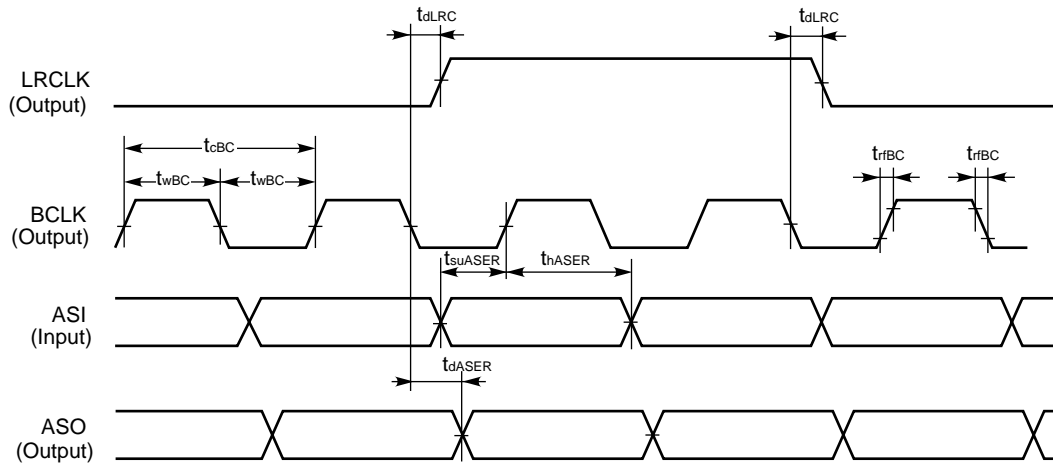 tdLRC tdLRC
LRCLK
(Output)
tcBC
trfBC trfBC
twBC twBC
BCLK
(Output)
tsuASER thASER
ASI
(Input)
tdASER
ASO
(Output)